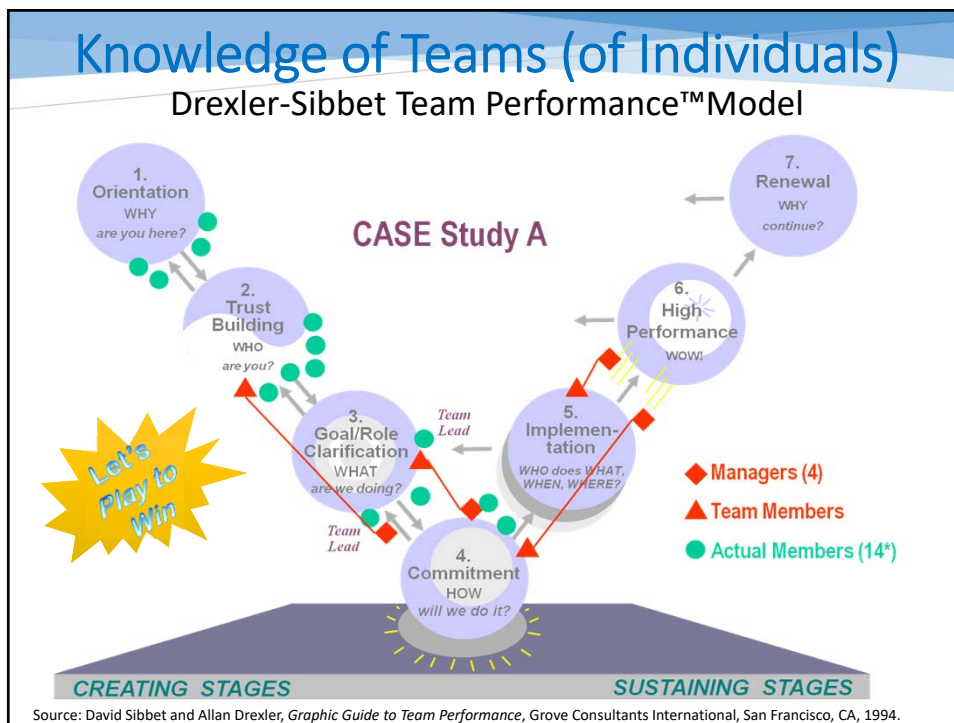 Knowledge of Teams (of Individuals)
Drexler-Sibbet Team Performance™Model
1.
Orientation
WHY
are you here?
2.
Trust
Building
WHO
are you?
3.
Goal/Role
Clarification
WHAT
are we doing?
4.
Commitment
HOW
will we do it?
5.
Implemen-
tation
WHO does WHAT,
WHEN, WHERE?
6.
High
Performance
WOW!
7.
Renewal
WHY
continue?
CASE Study A
Team
Lead
Team
Lead
Let's
Play to
Win
Managers (4)
Team Members
Actual Members (14*)
CREATING STAGES
SUSTAINING STAGES
Source: David Sibbet and Allan Drexler, Graphic Guide to Team Performance, Grove Consultants International, San Francisco, CA, 1994.